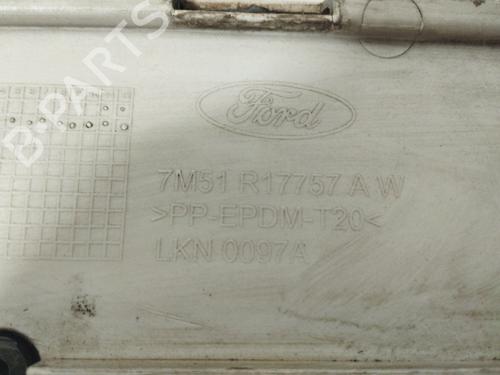 B-PARTS
Ford
7M51 R17757 A W
>PP-EPDM-T20<
LKN 0097A